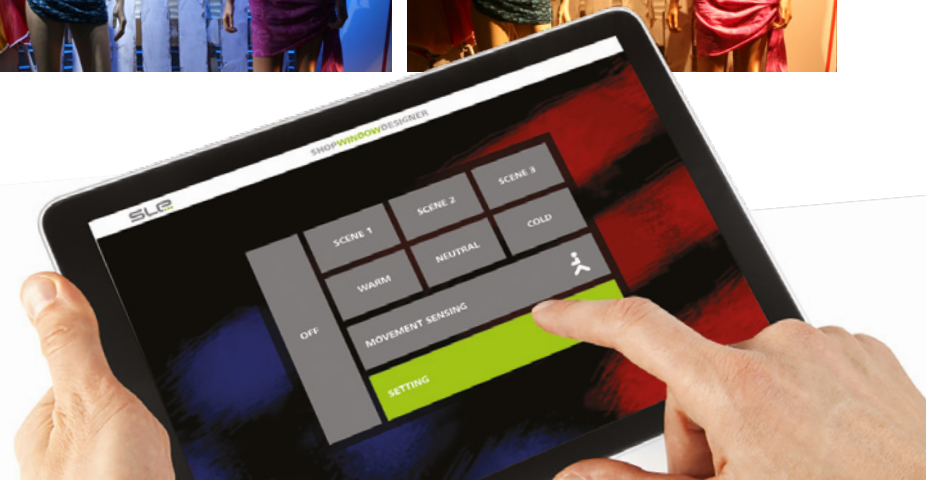 SHOPWINDOWDESIGNER
SLE
SCENE 1
SCENE 2
SCENE 3
WARM
NEUTRAL
COLD
OFF
MOVEMENT SENSING
SETTING